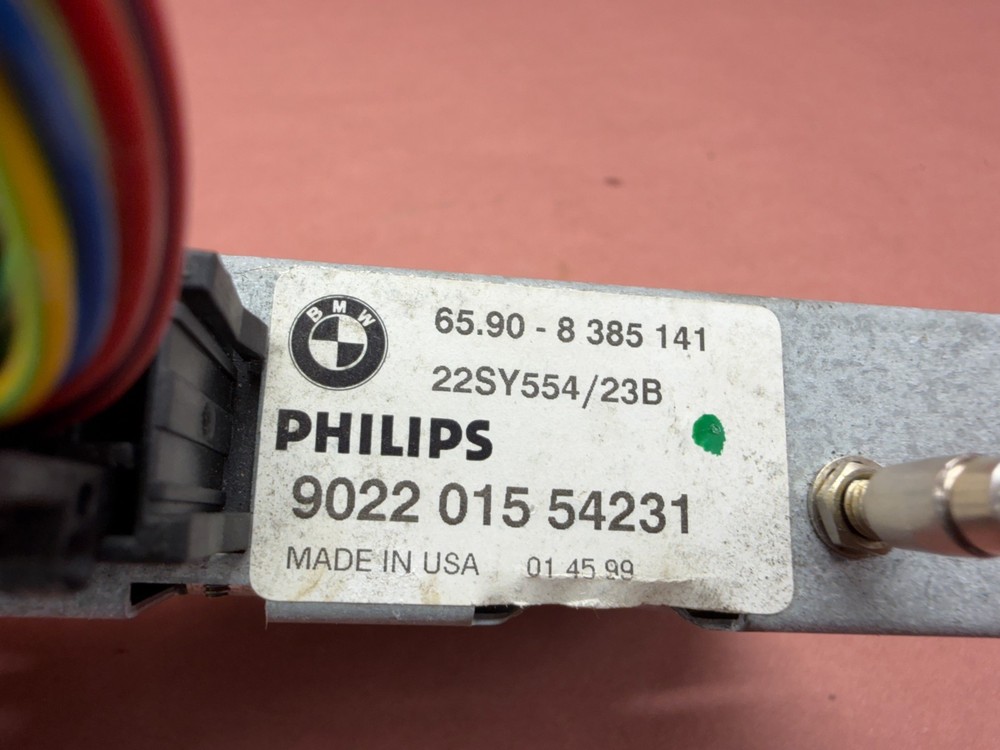 BMW
65.90 - 8 385 141
22SY554/23B
PHILIPS
9022 015 54231
MADE IN USA 01 45 99